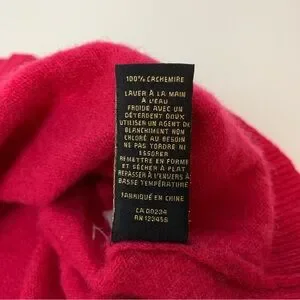 100% CACHEMIRE
LAVER À LA MAIN
À L'EAU
FROIDE AVEC UN
DÉTERGENT DOUX
UTILISER UN AGENT DE
BLANCHIMENT NON
CHLORÉ AU BESOIN
NI PAS TORDRE NI
ESSORER
REMETTRE EN FORME
ET SÉCHER À PLAT
REPASSER À L'ENVERS À
BASSE TEMPÉRATURE
FABRIQUÉ EN CHINE
CA 00224
RN 123455